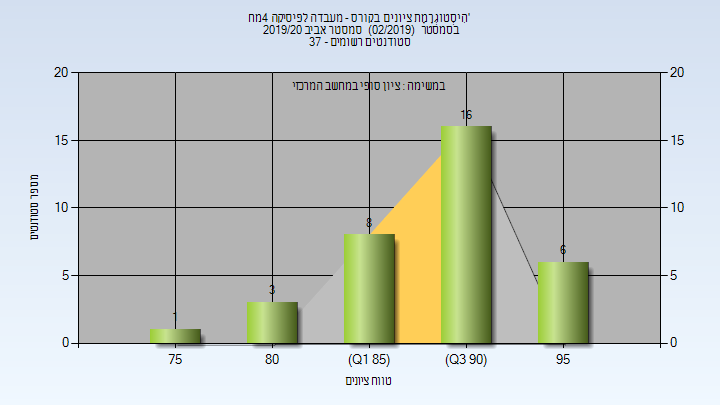 היסטוגרמת ציונים בקורס - מעבדה לפיסיקה 4מח'
בסמסטר (02/2019) סמסטר אביב 2019/20
סטודנטים רשומים - 37
במשימה : ציון סופי במחשב המרכזי
מספר סטודנטים
20
15
10
5
0
20
15
10
5
0
1
3
8
16
6
75
80
(Q1 85)
(Q3 90)
95
טווח ציונים